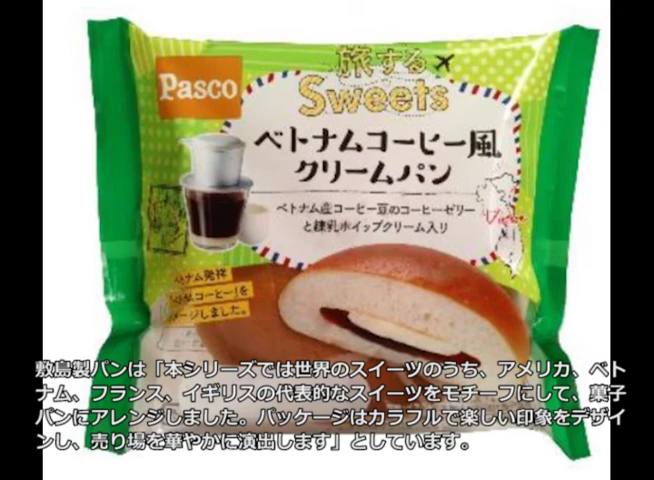 旅する
Sweets
Pasco
ベトナムコーヒー風
クリームパン
ベトナム産コーヒー豆のコーヒーゼリー
と練乳ホイップクリーム入り
敷島製パンは「本シリーズでは世界のスイーツのうち、アメリカ、ベト
ナム、フランス、イギリスの代表的なスイーツをモチーフにして、菓子
パンにアレンジしました。パッケージはカラフルで楽しい印象をデザイ
ンし、売り場を華やかに演出します」としています。